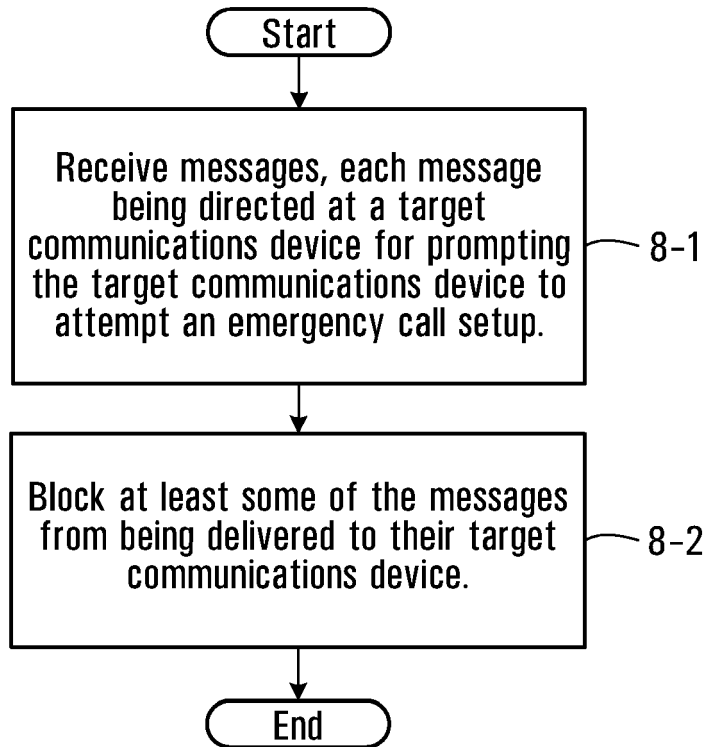 Start
Receive messages, each message
being directed at a target
communications device for prompting
the target communications device to
attempt an emergency call setup.
8-1
Block at least some of the messages
from being delivered to their target
communications device.
8-2
End